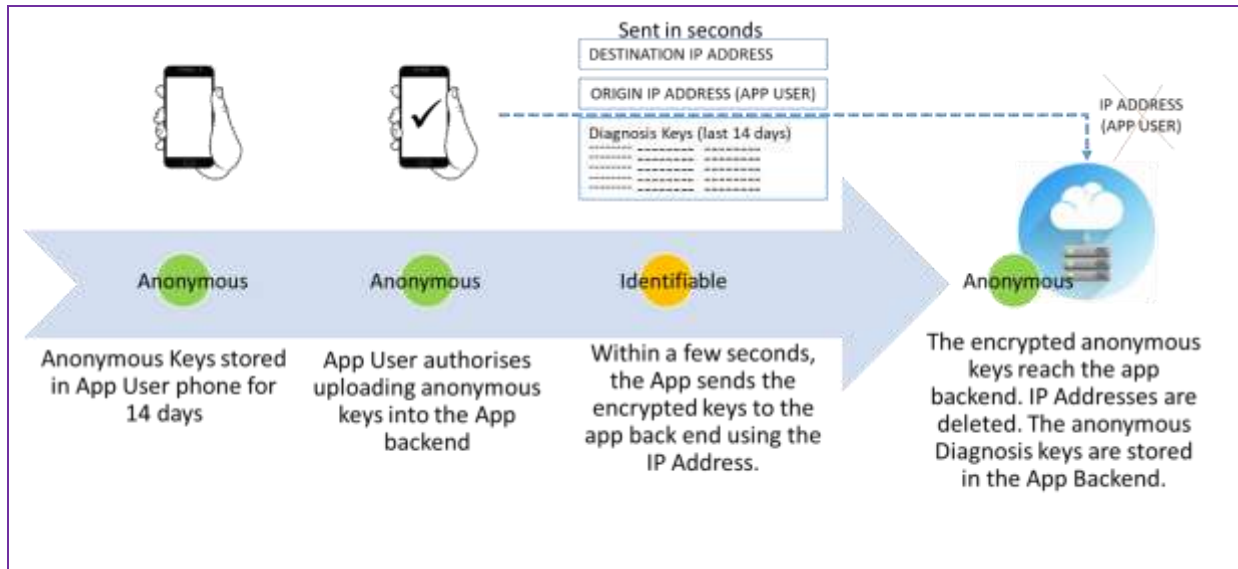 Sent in seconds
DESTINATION IP ADDRESS
ORIGIN IP ADDRESS (APP USER)
Diagnosis Keys (last 14 days)
IP ADDRESS
(APP USER)
Anonymous
Anonymous
Identifiable
Anonymous
Anonymous Keys stored
in App User phone for
14 days
App User authorises
uploading anonymous
keys into the App
backend
Within a few seconds,
the App sends the
encrypted keys to the
app back end using the
IP Address.
The encrypted anonymous
keys reach the app
backend. IP Addresses are
deleted. The anonymous
Diagnosis keys are stored
in the App Backend.